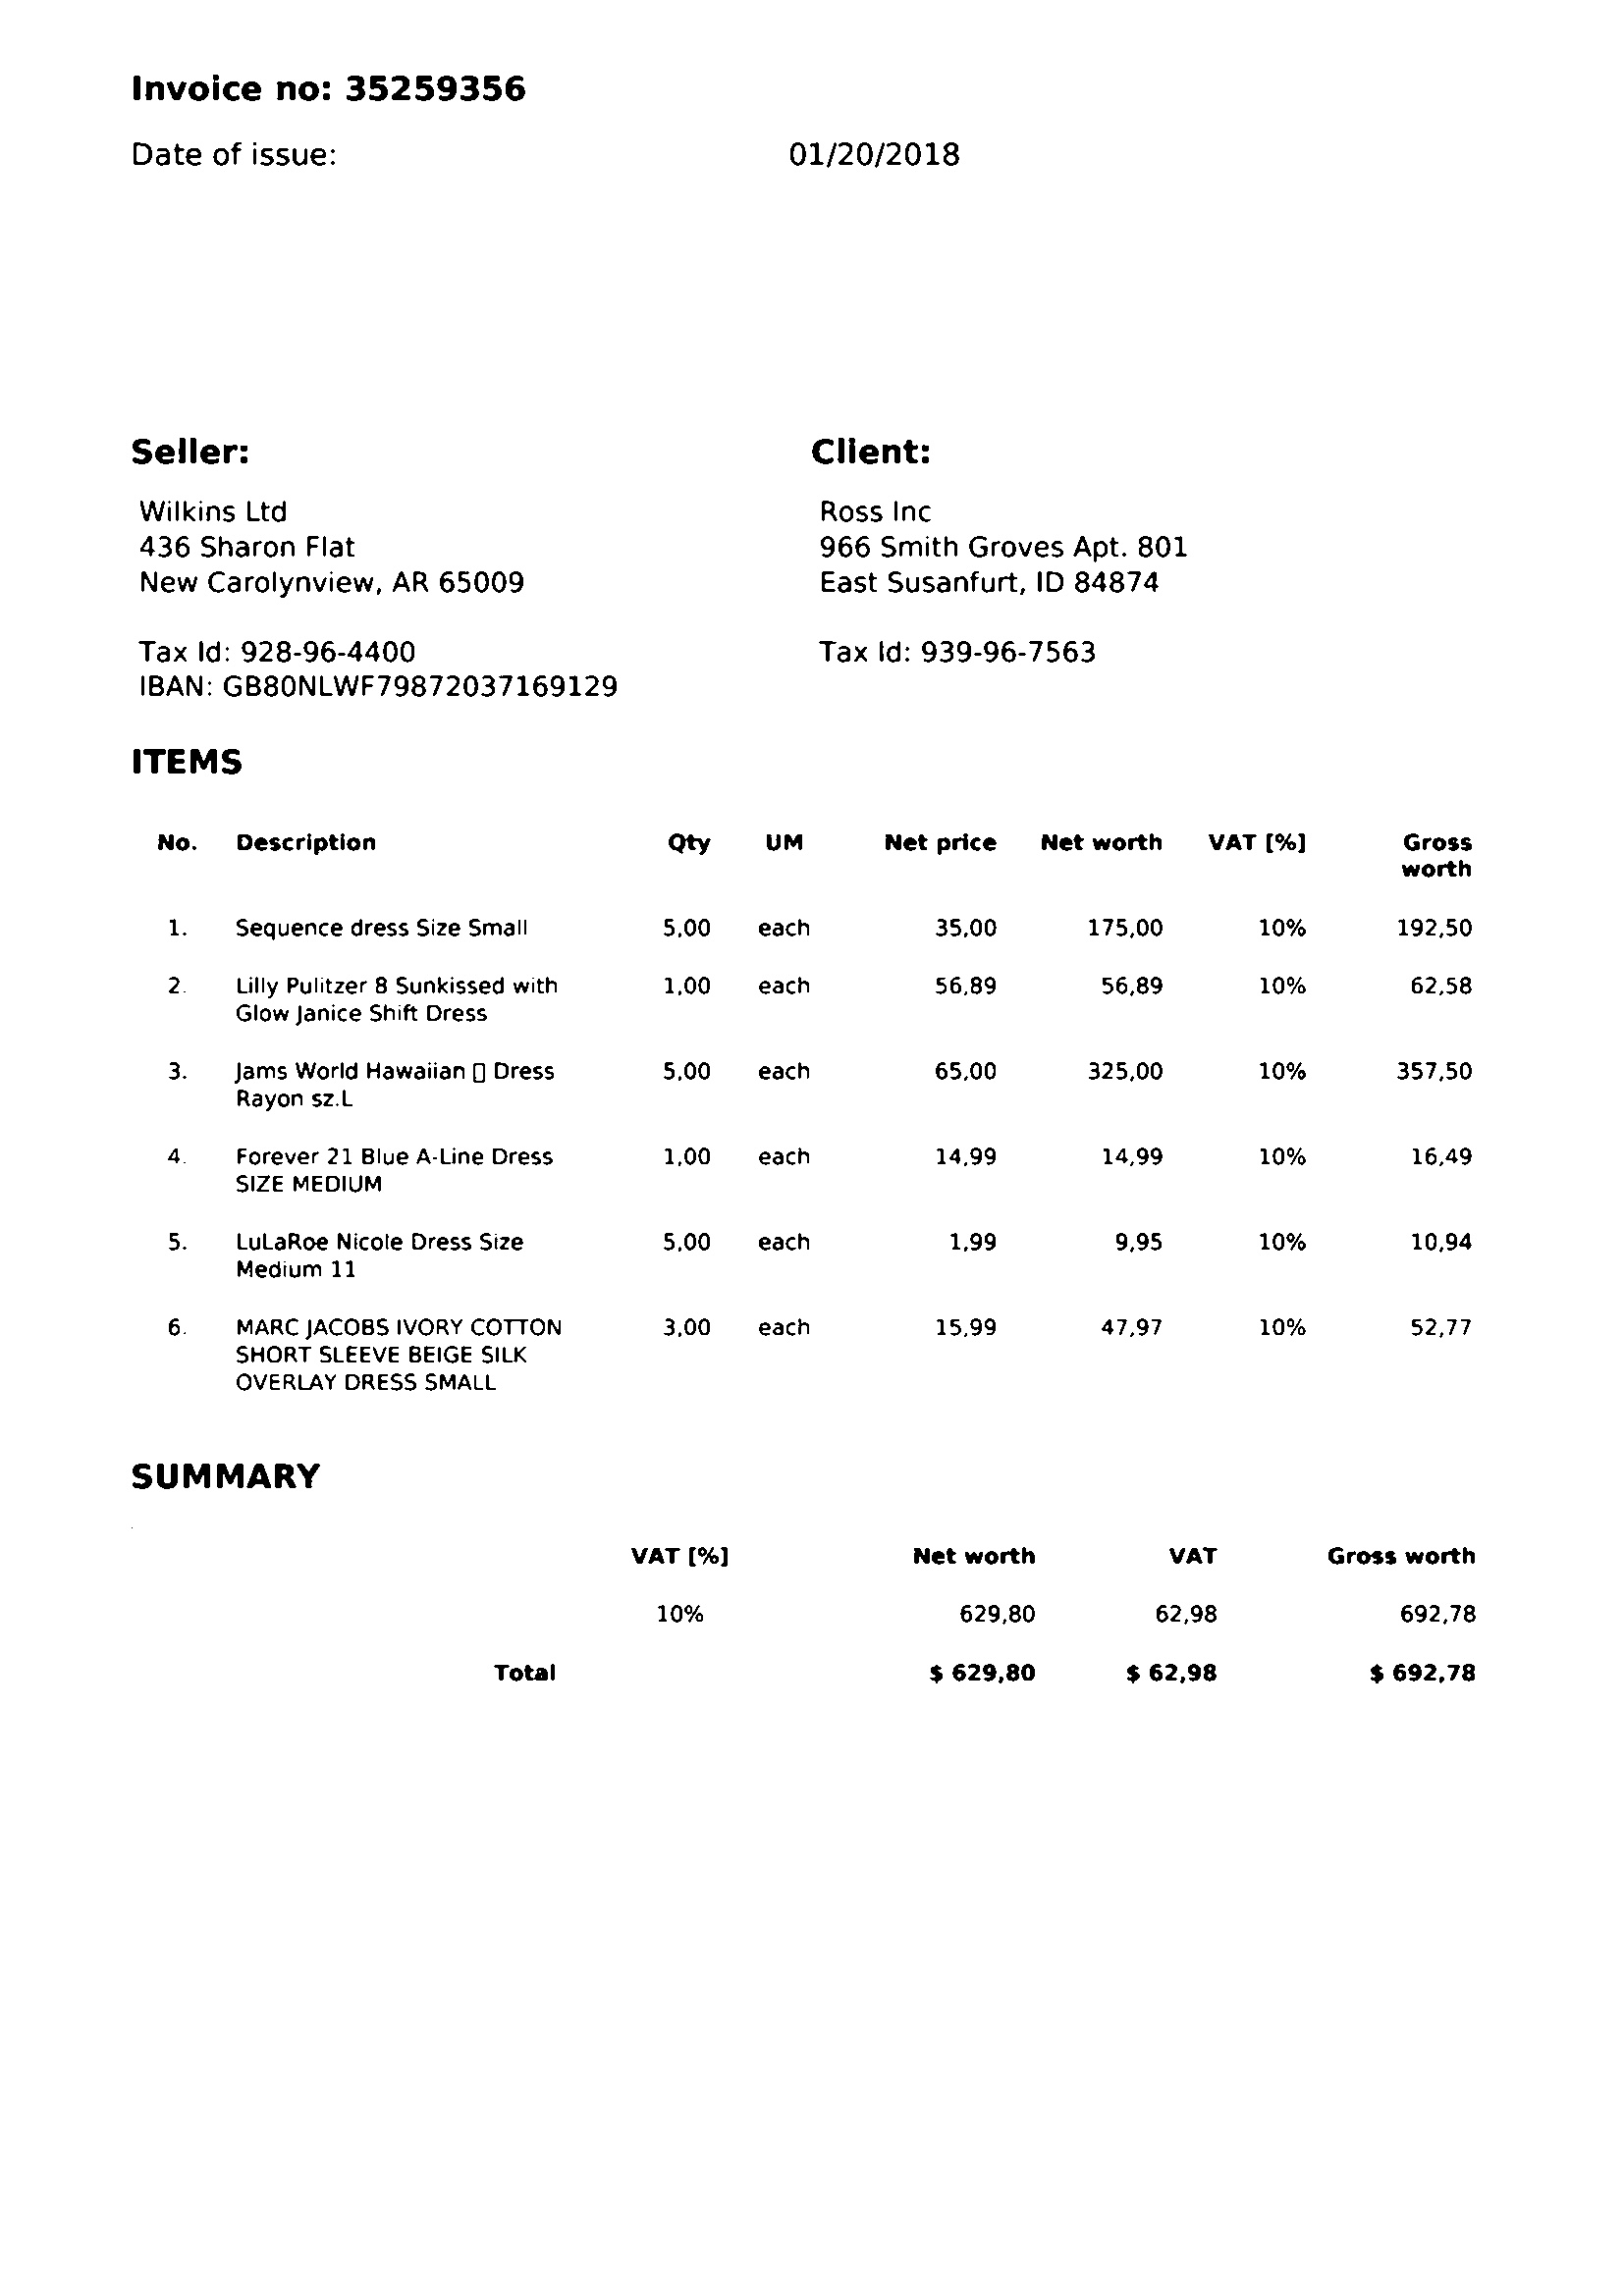 Invoice no: 35259356
Date of issue: 01/20/2018
Seller: Client:
Wilkins Ltd Ross Inc
436 Sharon Flat 966 Smith Groves Apt. 801
New Carolynview, AR 65009 East Susanfurt, ID 84874
Tax Id: 928-96-4400 Tax Id: 939-96-7563
IBAN: GB80NLWF79872037169129
ITEMS
No. Description Qty UM Net price Net worth VAT [%] Gross
worth
1. Sequence dress Size Small 5,00 each 35,00 175,00 10% 192,50
2. Lilly Pulitzer 8 Sunkissed with 1,00 each 56,89 56,89 10% 62,58
Glow Janice Shift Dress
3. Jams World Hawaiian ▯ Dress 5,00 each 65,00 325,00 10% 357,50
Rayon sz.L
4. Forever 21 Blue A-Line Dress 1,00 each 14,99 14,99 10% 16,49
SIZE MEDIUM
5. LuLaRoe Nicole Dress Size 5,00 each 1,99 9,95 10% 10,94
Medium 11
6. MARC JACOBS IVORY COTTON 3,00 each 15,99 47,97 10% 52,77
SHORT SLEEVE BEIGE SILK
OVERLAY DRESS SMALL
SUMMARY
VAT [%] Net worth VAT Gross worth
10% 629,80 62,98 692,78
Total $ 629,80 $ 62,98 $ 692,78